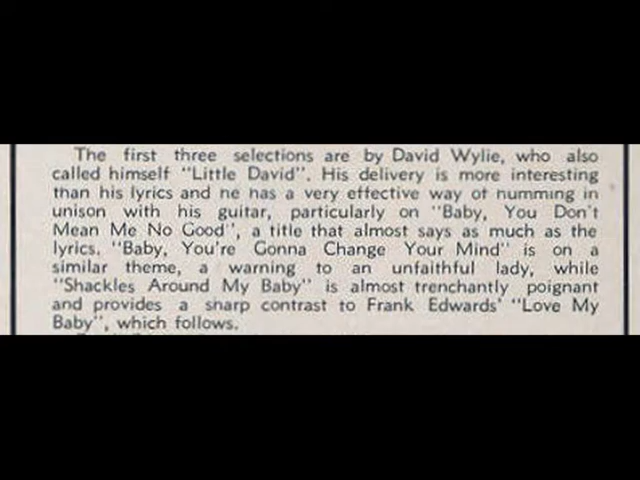 The first three selections are by David Wylie, who also
called himself "Little David". His delivery is more interesting
than his lyrics and he has a very effective way of humming in
unison with his guitar, particularly on "Baby, You Don't
Mean Me No Good", a title that almost says as much as the
lyrics. "Baby, You're Gonna Change Your Mind" is on a
similar theme, a warning to an unfaithful lady, while
"Shackles Around My Baby" is almost trenchantly poignant
and provides a sharp contrast to Frank Edwards' "Love My
Baby", which follows.